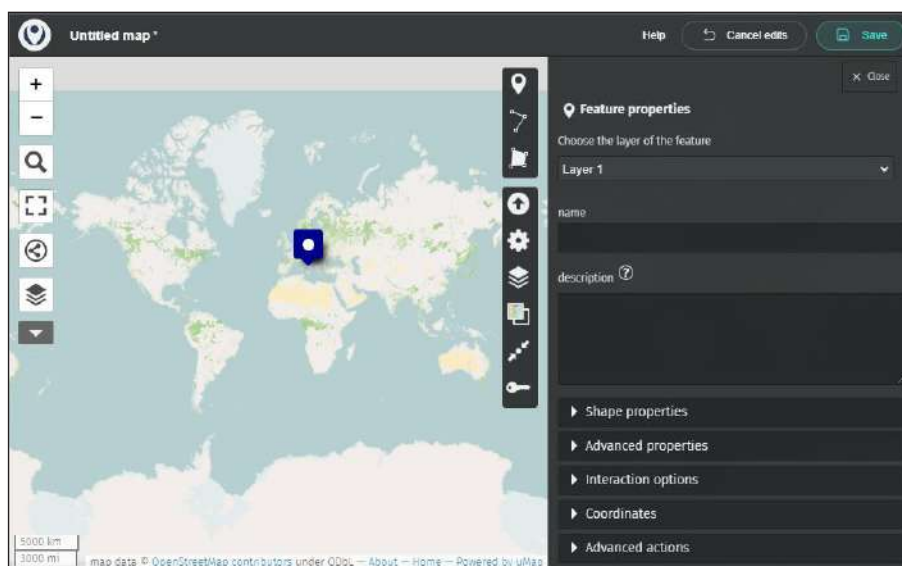 Untitled map *
Help
Cancel edits
Save
Close
Feature properties
Choose the layer of the feature
Layer 1
name
description ?
Shape properties
Advanced properties
Interaction options
Coordinates
Advanced actions
5000 km
3000 mi
map data © OpenStreetMap contributors under ODbL — About — Home — Powered by uMap